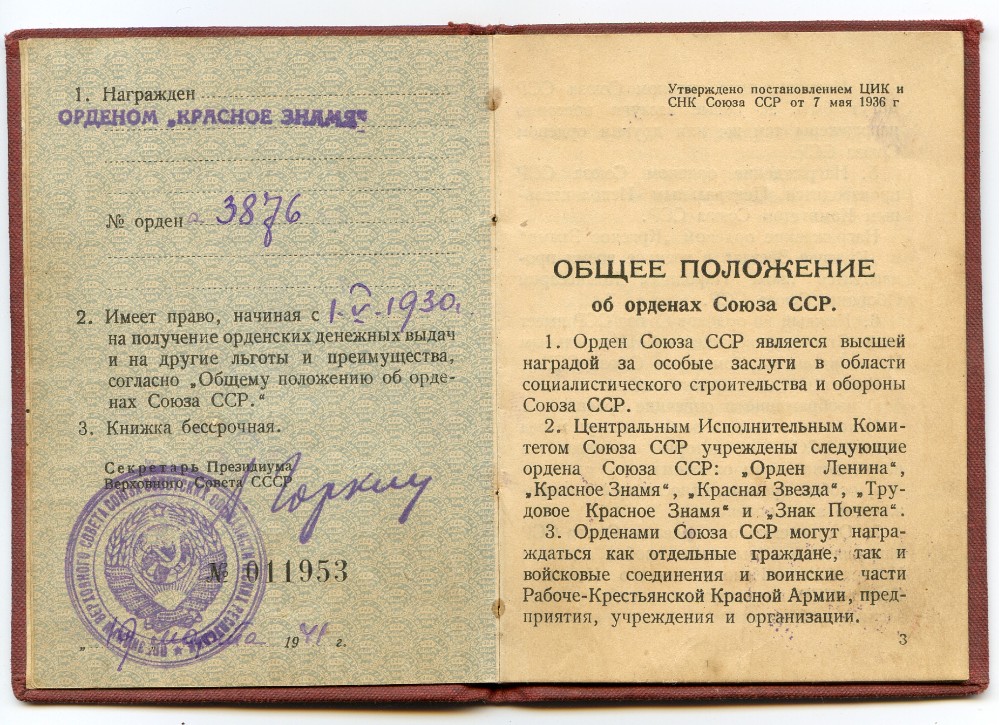 1. Награжден
ОРДЕНОМ „КРАСНОЕ ЗНАМЯ“
№ ордена 3876
2. Имеет право, начиная с 1-V-1930г.
на получение орденских денежных выдач
и на другие льготы и преимущества,
согласно „Общему положению об орде-
нах Союза ССР.“
3. Книжка бессрочная.
Секретарь Президиума
Верховного Совета СССР
А. Горкин
№ 011953
марта 1941 г.
Утверждено постановлением ЦИК и
СНК Союза ССР от 7 мая 1936 г
ОБЩЕЕ ПОЛОЖЕНИЕ
об орденах Союза ССР.
1. Орден Союза ССР является высшей
наградой за особые заслуги в области
социалистического строительства и обороны
Союза ССР.
2. Центральным Исполнительным Коми-
тетом Союза ССР учреждены следующие
ордена Союза ССР: „Орден Ленина“,
„Красное Знамя“, „Красная Звезда“, „Тру-
довое Красное Знамя“ и „Знак Почета“.
3. Орденами Союза ССР могут награ-
ждаться как отдельные граждане, так и
войсковые соединения и воинские части
Рабоче-Крестьянской Красной Армии, пред-
приятия, учреждения и организации.
3